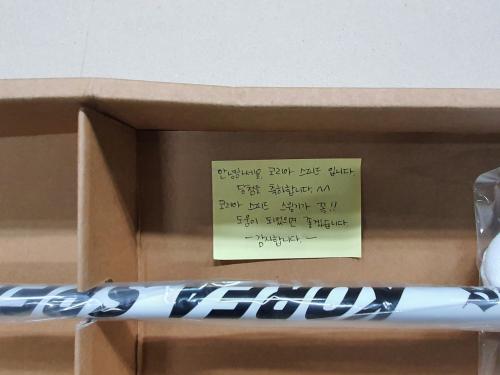 안녕하세요, 코리아 스피드 입니다.
당첨을 축하합니다. ^^
코리아 스피드 스윙기가 꼭!!
도움이 되었으면 좋겠습니다
- 감사합니다. -
KOREA SPEE